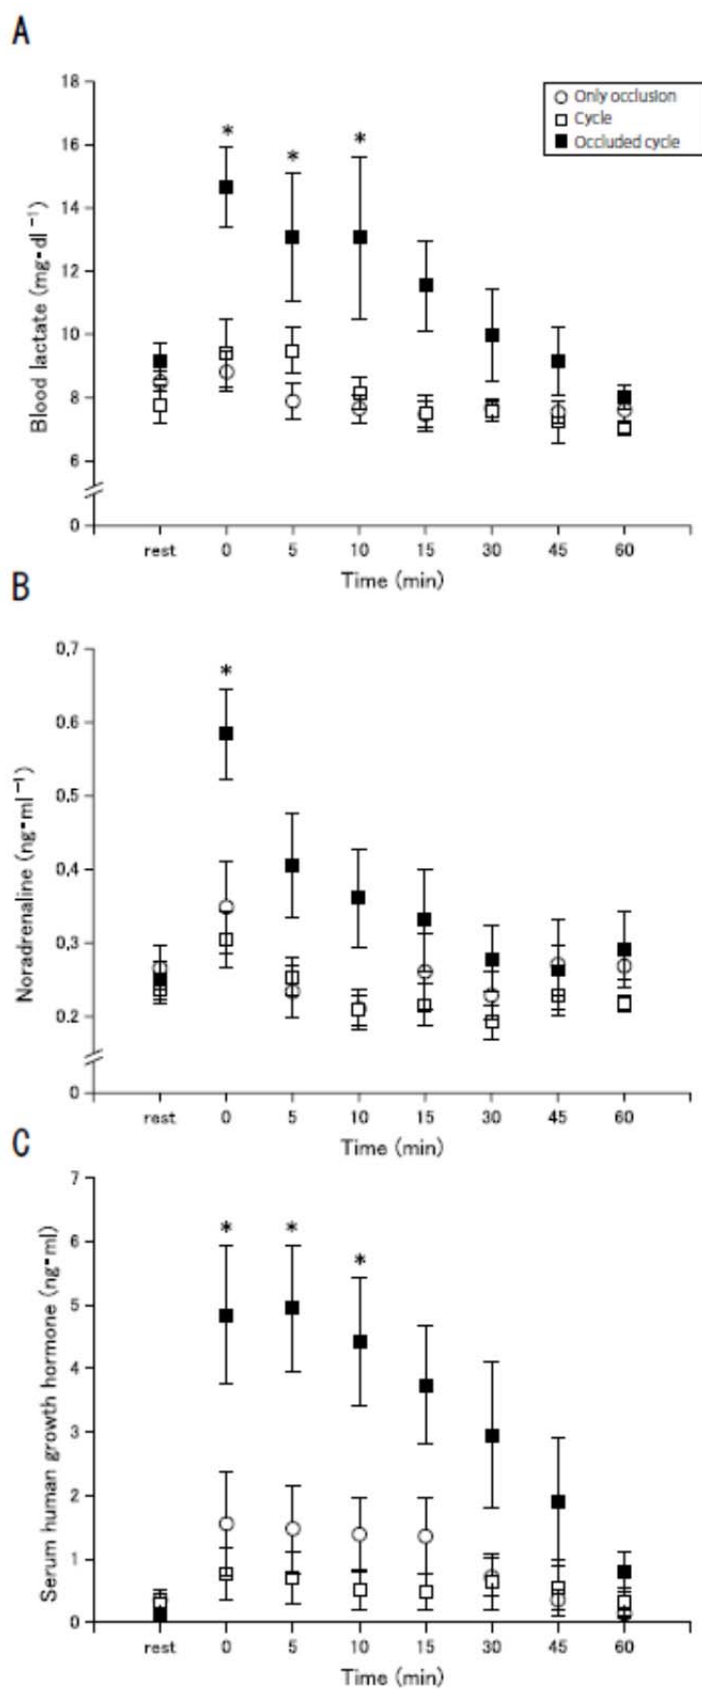 A
18
16
14
12
10
8
6
0
Blood lactate (mg・dl⁻¹)
Only occlusion
Cycle
Occluded cycle
* * *
rest 0 5 10 15 30 45 60
Time (min)
B
0.7
0.6
0.5
0.4
0.3
0.2
0
Noradrenaline (ng・ml⁻¹)
*
rest 0 5 10 15 30 45 60
Time (min)
C
7
6
5
4
3
2
1
0
Serum human growth hormone (ng・ml)
* * *
rest 0 5 10 15 30 45 60
Time (min)